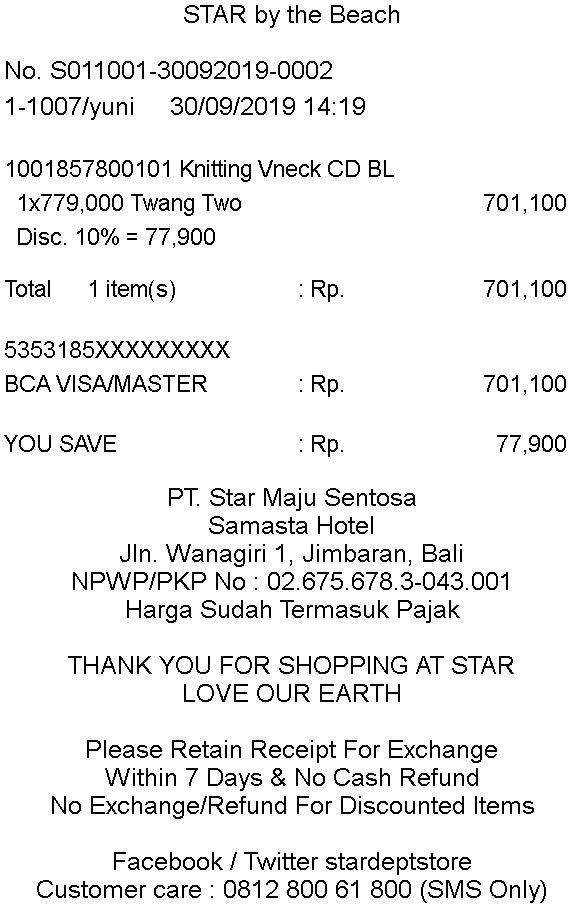 STAR by the Beach
No. S011001-30092019-0002
1-1007/yuni 30/09/2019 14:19
1001857800101 Knitting Vneck CD BL
1x779,000 Twang Two 701,100
Disc. 10% = 77,900
Total 1 item(s) : Rp. 701,100
5353185XXXXXXXXX
BCA VISA/MASTER : Rp. 701,100
YOU SAVE : Rp. 77,900
PT. Star Maju Sentosa
Samasta Hotel
Jln. Wanagiri 1, Jimbaran, Bali
NPWP/PKP No : 02.675.678.3-043.001
Harga Sudah Termasuk Pajak
THANK YOU FOR SHOPPING AT STAR
LOVE OUR EARTH
Please Retain Receipt For Exchange
Within 7 Days & No Cash Refund
No Exchange/Refund For Discounted Items
Facebook / Twitter stardeptstore
Customer care : 0812 800 61 800 (SMS Only)